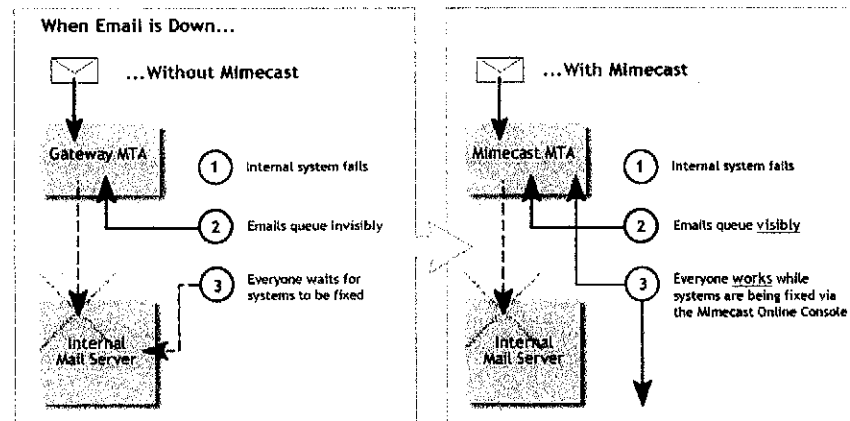 When Email is Down...
...Without Mimecast
Gateway MTA
1
Internal system fails
2
Emails queue invisibly
3
Everyone waits for
systems to be fixed
Internal
Mail Server
...With Mimecast
Mimecast MTA
1
Internal system fails
2
Emails queue visibly
3
Everyone works while
systems are being fixed via
the Mimecast Online Console
Internal
Mail Server